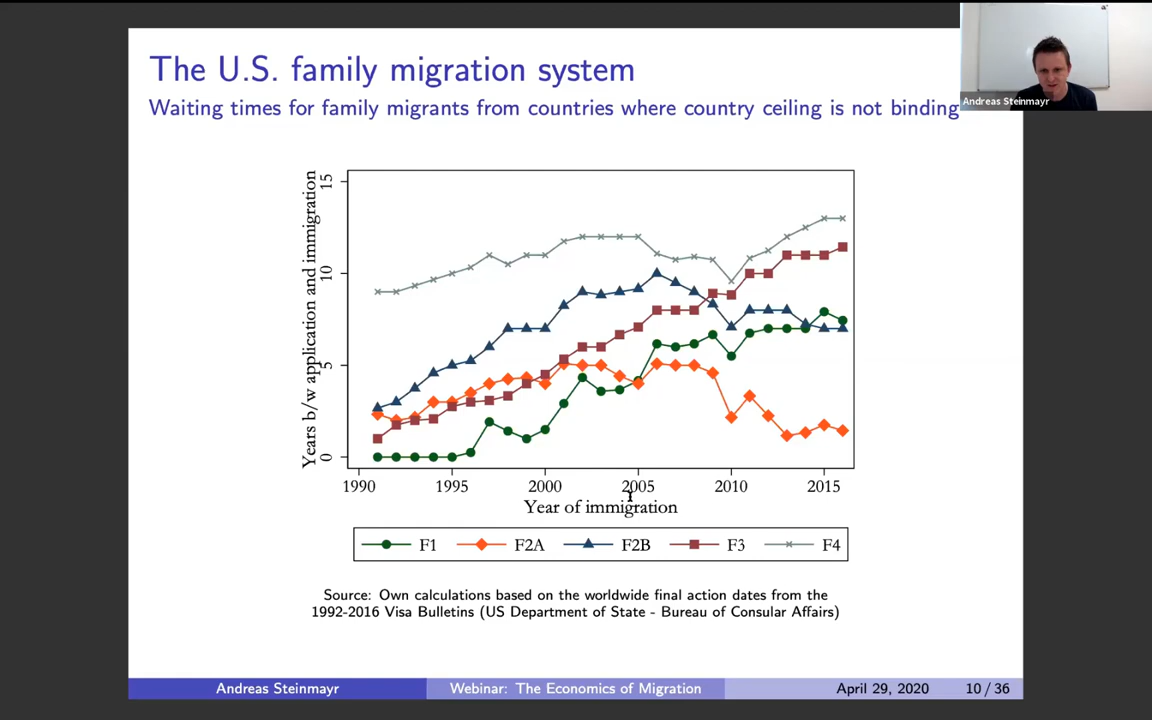 The U.S. family migration system
Waiting times for family migrants from countries where country ceiling is not binding
Andreas Steinmayr
Years b/w application and immigration
15
10
5
0
1990 1995 2000 2005 2010 2015
Year of immigration
F1 F2A F2B F3 F4
Source: Own calculations based on the worldwide final action dates from the
1992-2016 Visa Bulletins (US Department of State - Bureau of Consular Affairs)
Andreas Steinmayr Webinar: The Economics of Migration April 29, 2020 10 / 36